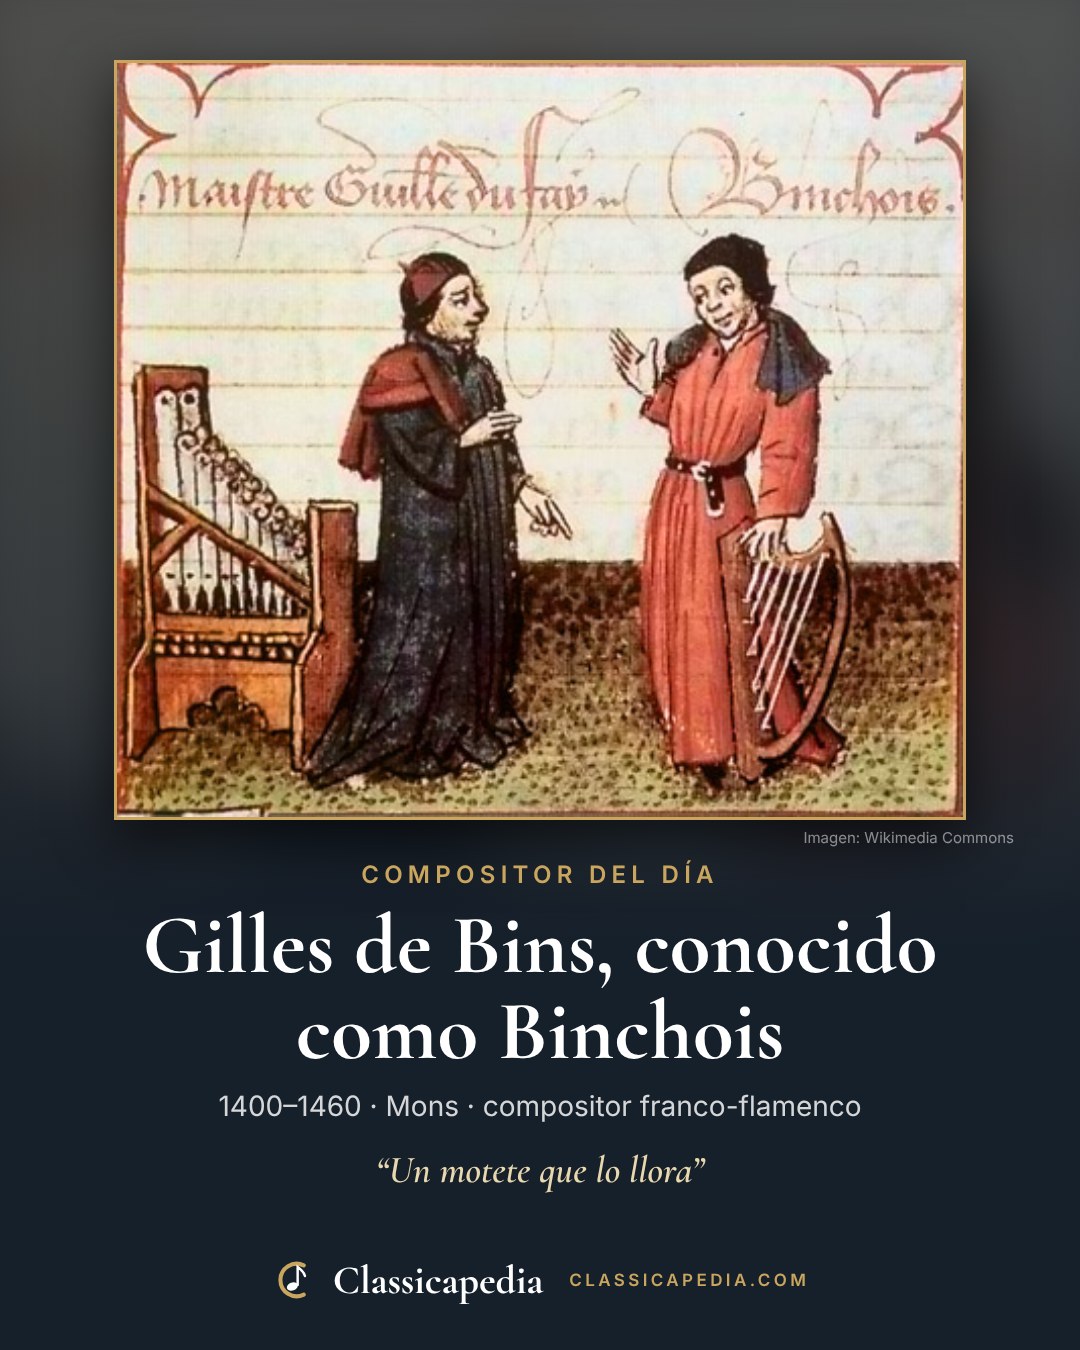 Maistre Guille du fay Binchois.
Imagen: Wikimedia Commons
COMPOSITOR DEL DÍA
Gilles de Bins, conocido
como Binchois
1400–1460 · Mons · compositor franco-flamenco
“Un motete que lo llora”
Classicapedia CLASSICAPEDIA.COM